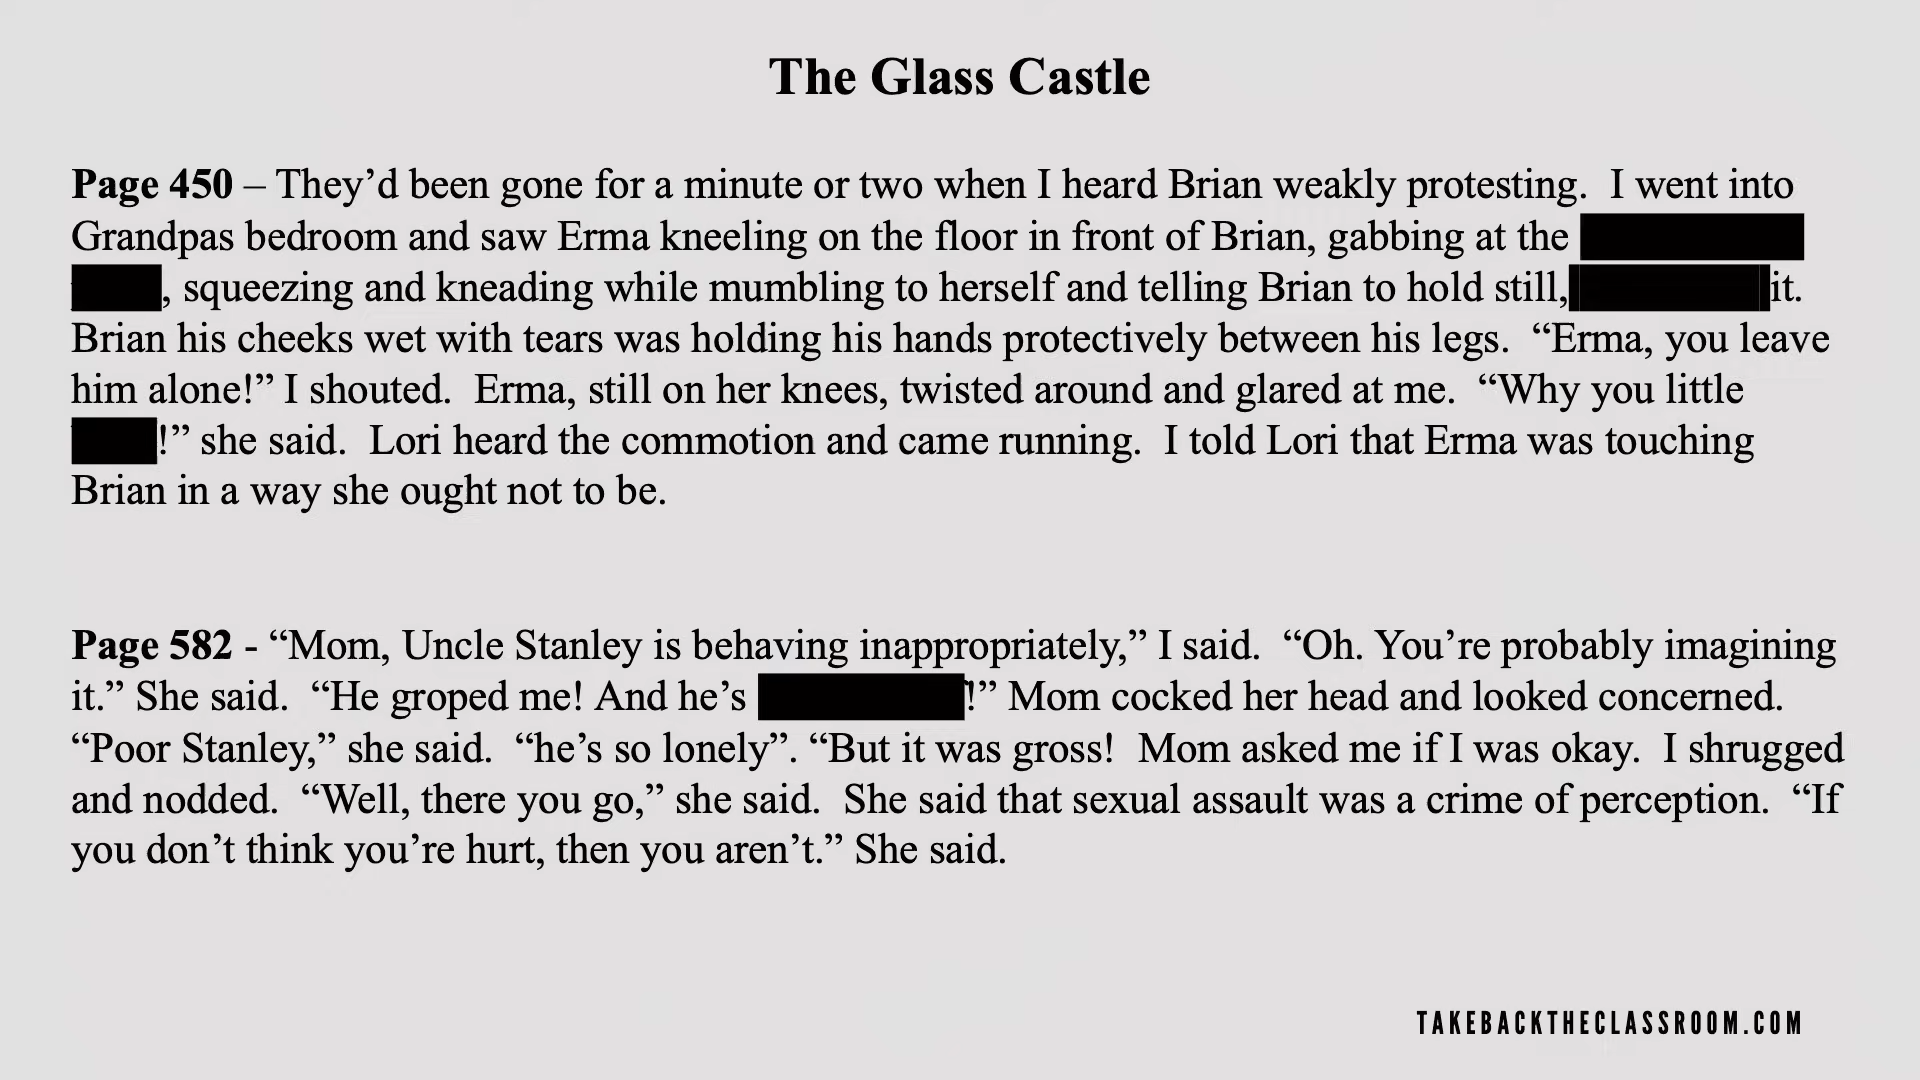 The Glass Castle
Page 450 – They’d been gone for a minute or two when I heard Brian weakly protesting.  I went into
Grandpas bedroom and saw Erma kneeling on the floor in front of Brian, gabbing at the
, squeezing and kneading while mumbling to herself and telling Brian to hold still, it.
Brian his cheeks wet with tears was holding his hands protectively between his legs.  “Erma, you leave
him alone!” I shouted.  Erma, still on her knees, twisted around and glared at me.  “Why you little
!” she said.  Lori heard the commotion and came running.  I told Lori that Erma was touching
Brian in a way she ought not to be.
Page 582 - “Mom, Uncle Stanley is behaving inappropriately,” I said.  “Oh. You’re probably imagining
it.” She said.  “He groped me! And he’s !” Mom cocked her head and looked concerned.
“Poor Stanley,” she said.  “he’s so lonely”. “But it was gross!  Mom asked me if I was okay.  I shrugged
and nodded.  “Well, there you go,” she said.  She said that sexual assault was a crime of perception.  “If
you don’t think you’re hurt, then you aren’t.” She said.
TAKEBACKTHECLASSROOM.COM